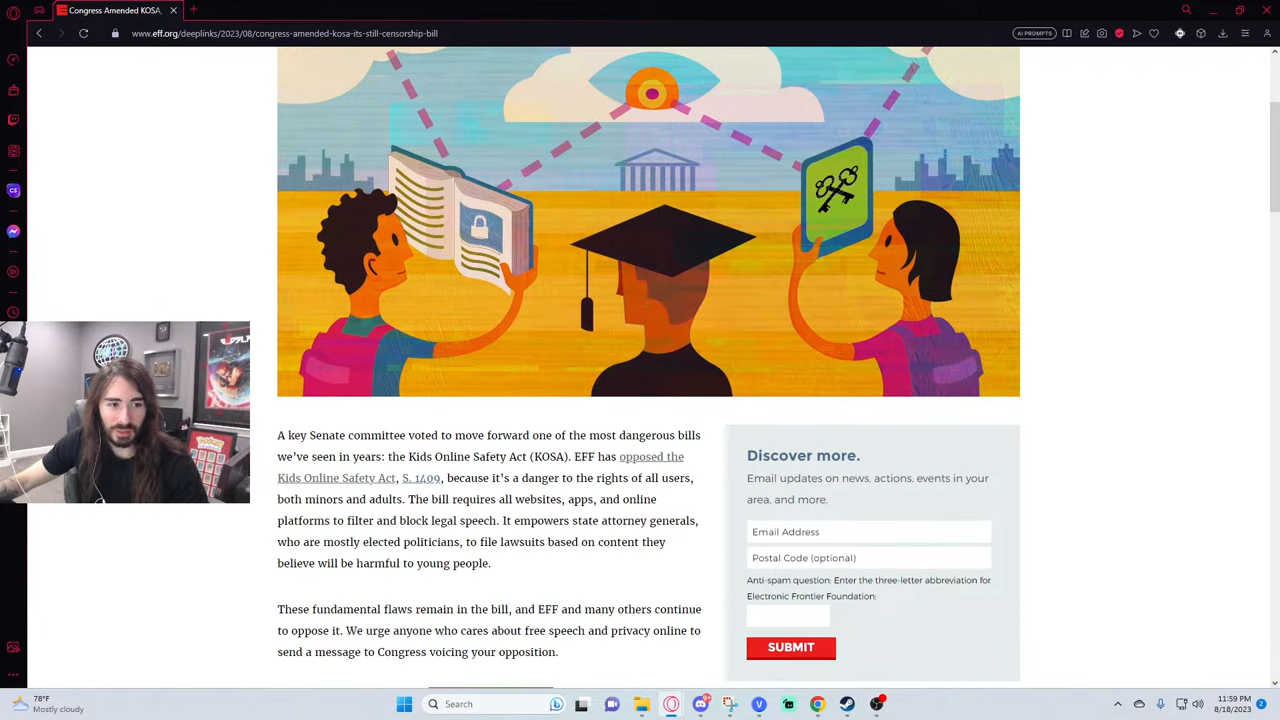 Congress Amended KOSA,
www.eff.org/deeplinks/2023/08/congress-amended-kosa-its-still-censorship-bill
AI PROMPTS
CS
A key Senate committee voted to move forward one of the most dangerous bills
we've seen in years: the Kids Online Safety Act (KOSA). EFF has opposed the
Kids Online Safety Act, S. 1409, because it's a danger to the rights of all users,
both minors and adults. The bill requires all websites, apps, and online
platforms to filter and block legal speech. It empowers state attorney generals,
who are mostly elected politicians, to file lawsuits based on content they
believe will be harmful to young people.
These fundamental flaws remain in the bill, and EFF and many others continue
to oppose it. We urge anyone who cares about free speech and privacy online to
send a message to Congress voicing your opposition.
Discover more.
Email updates on news, actions, events in your
area, and more.
Email Address
Postal Code (optional)
Anti-spam question: Enter the three-letter abbreviation for
Electronic Frontier Foundation:
SUBMIT
78°F
Mostly cloudy
Search
9+
11:59 PM
8/18/2023
2